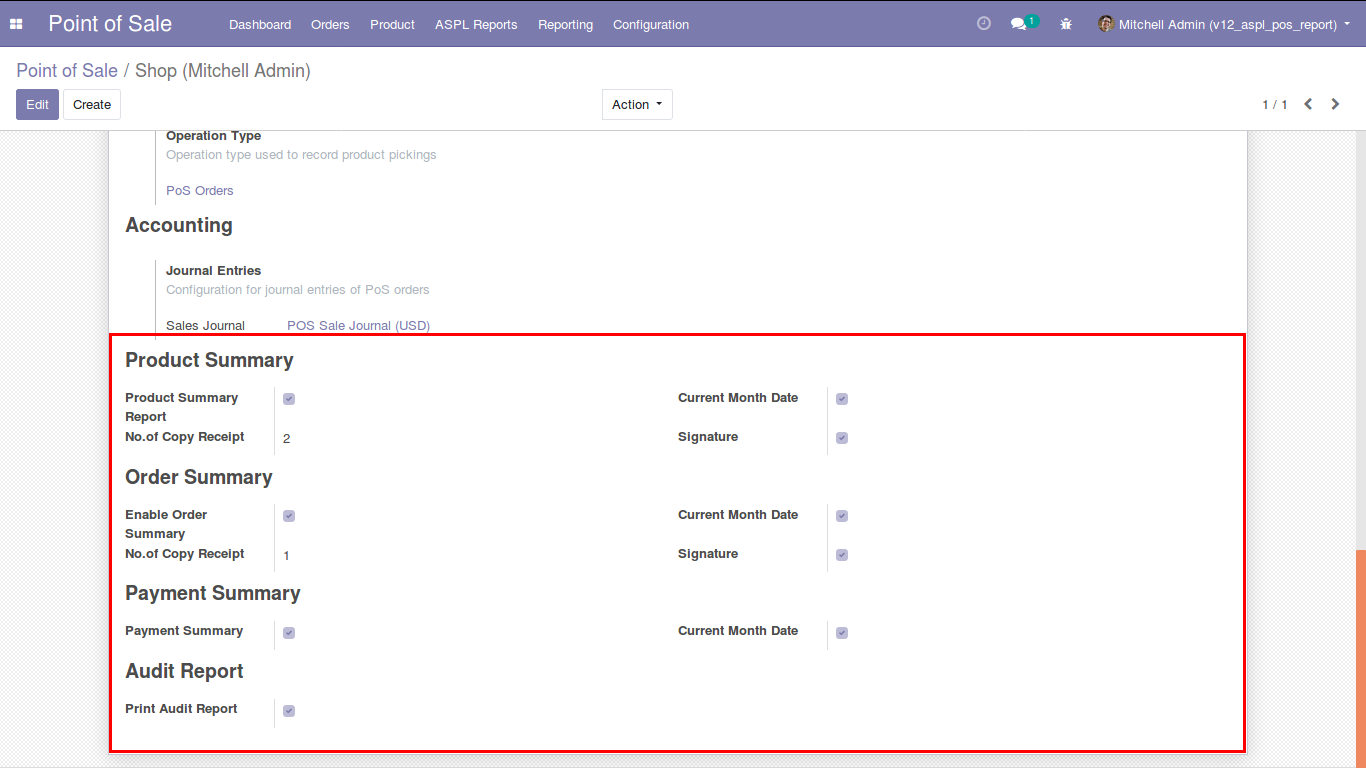 Point of Sale Dashboard Orders Product ASPL Reports Reporting Configuration 1 Mitchell Admin (v12_aspl_pos_report)
Point of Sale / Shop (Mitchell Admin)
Edit Create Action 1 / 1
Operation Type
Operation type used to record product pickings
PoS Orders
Accounting
Journal Entries
Configuration for journal entries of PoS orders
Sales Journal POS Sale Journal (USD)
Product Summary
Product Summary Current Month Date
Report
No.of Copy Receipt 2 Signature
Order Summary
Enable Order Current Month Date
Summary
No.of Copy Receipt 1 Signature
Payment Summary
Payment Summary Current Month Date
Audit Report
Print Audit Report